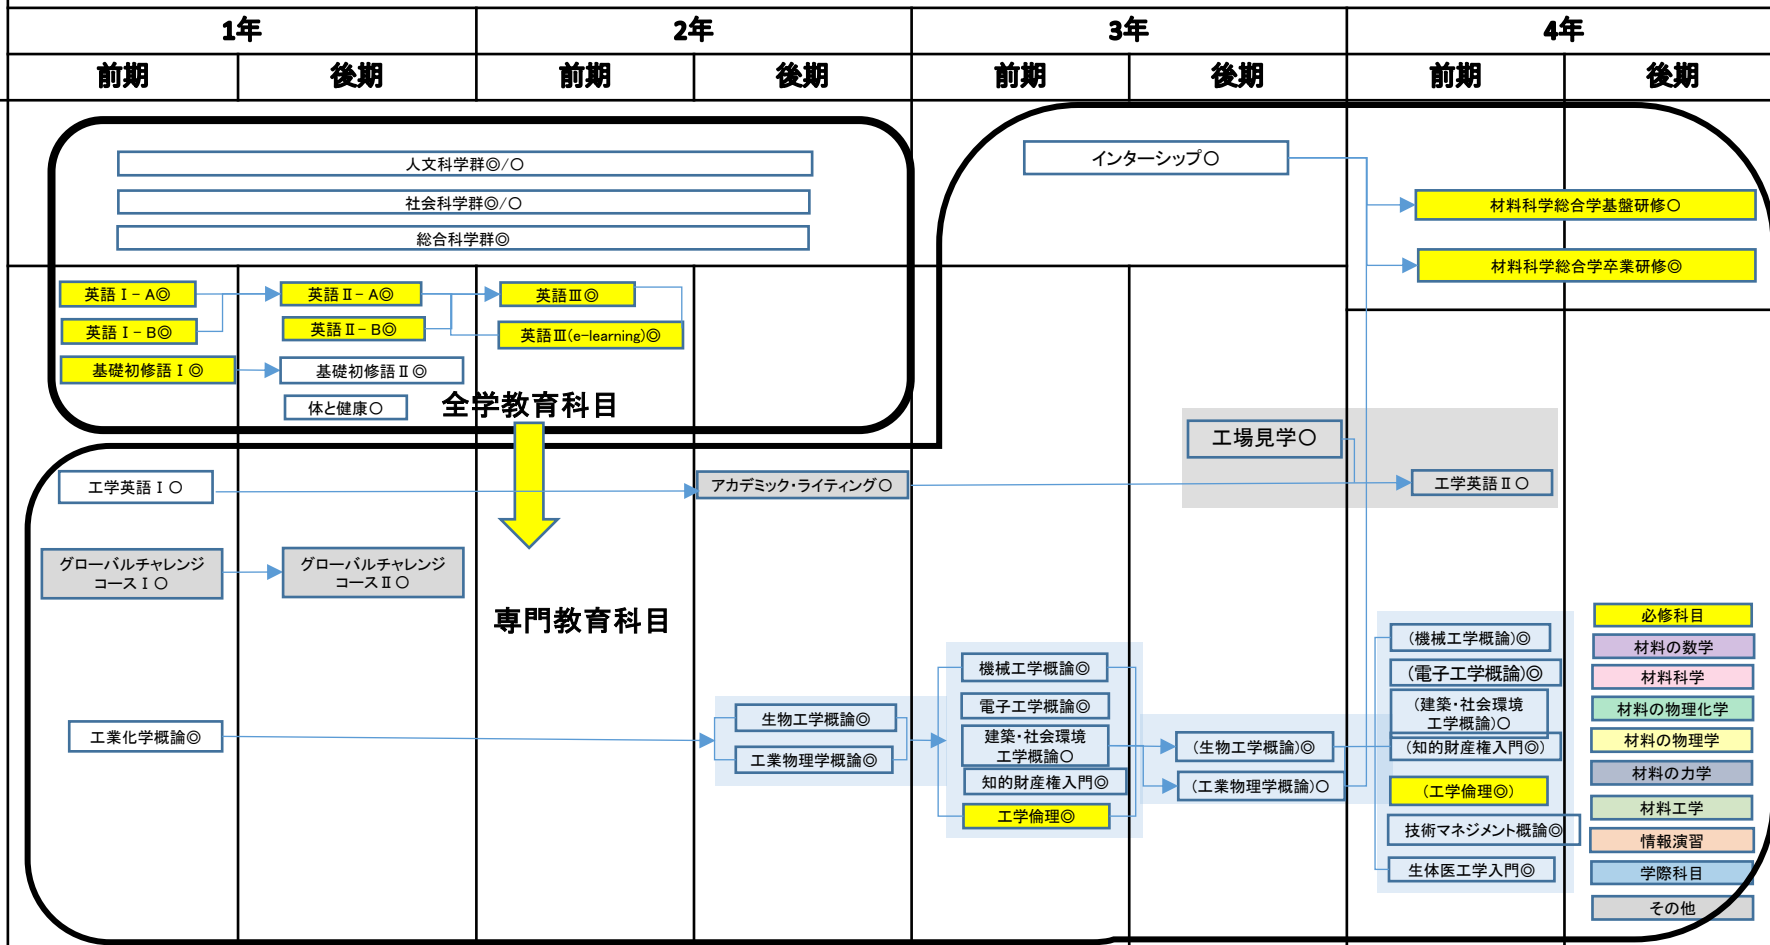 1年
2年
3年
4年
前期
後期
前期
後期
前期
後期
前期
後期
人文科学群◎/○
社会科学群◎/○
総合科学群◎
インターシップ○
材料科学総合学基盤研修○
材料科学総合学卒業研修◎
英語Ⅰ-A◎
英語Ⅱ-A◎
英語Ⅲ◎
英語Ⅰ-B◎
英語Ⅱ-B◎
英語Ⅲ(e-learning)◎
基礎初修語Ⅰ◎
基礎初修語Ⅱ◎
体と健康○
全学教育科目
工場見学○
工学英語Ⅰ○
アカデミック・ライティング○
工学英語Ⅱ○
グローバルチャレンジ
コースⅠ○
グローバルチャレンジ
コースⅡ○
専門教育科目
工業化学概論◎
生物工学概論◎
工業物理学概論◎
機械工学概論◎
電子工学概論◎
建築・社会環境
工学概論○
知的財産権入門◎
工学倫理◎
(生物工学概論)◎
(工業物理学概論)○
(機械工学概論)◎
(電子工学概論)◎
(建築・社会環境
工学概論)○
(知的財産権入門◎)
(工学倫理◎)
技術マネジメント概論◎
生体医工学入門◎
必修科目
材料の数学
材料科学
材料の物理化学
材料の物理学
材料の力学
材料工学
情報演習
学際科目
その他